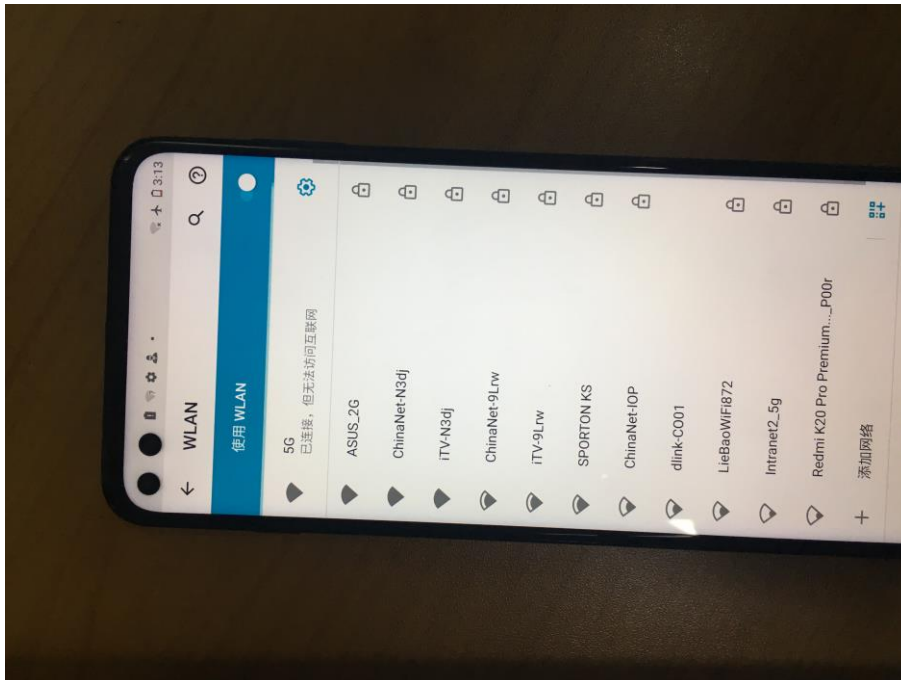 3:13
WLAN
使用 WLAN
5G
已连接，但无法访问互联网
ASUS_2G
ChinaNet-N3dj
iTV-N3dj
ChinaNet-9Lrw
iTV-9Lrw
SPORTON KS
ChinaNet-IOP
dlink-CO01
LieBaoWiFi872
Intranet2_5g
Redmi K20 Pro Premium..._P00r
添加网络